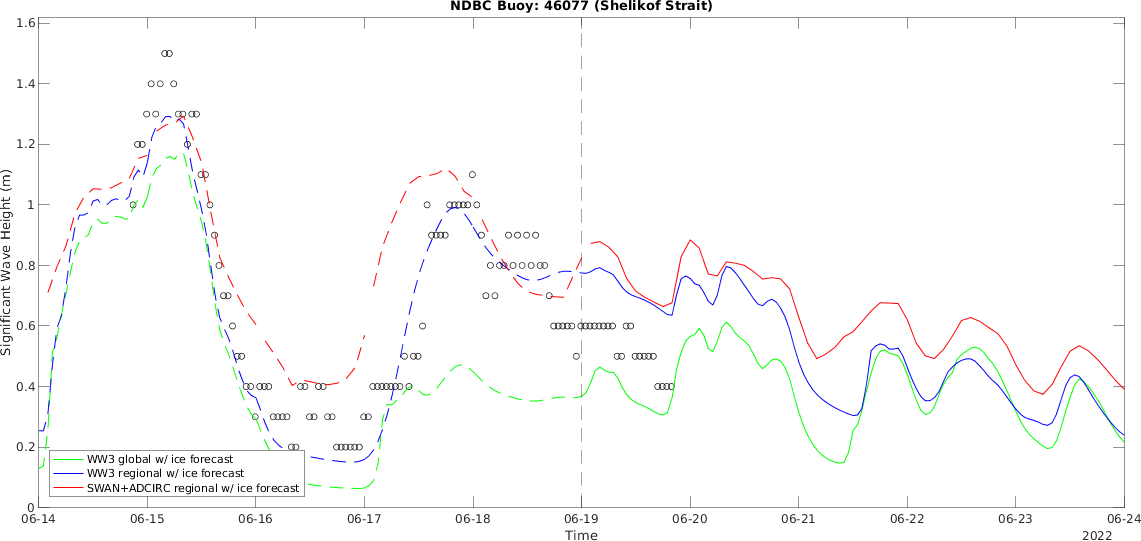 NDBC Buoy: 46077 (Shelikof Strait)
1.6
1.4
1.2
1
0.8
0.6
0.4
0.2
0
Significant Wave Height (m)
WW3 global w/ ice forecast
WW3 regional w/ ice forecast
SWAN+ADCIRC regional w/ ice forecast
06-14 06-15 06-16 06-17 06-18 06-19 06-20 06-21 06-22 06-23 06-24
Time
2022